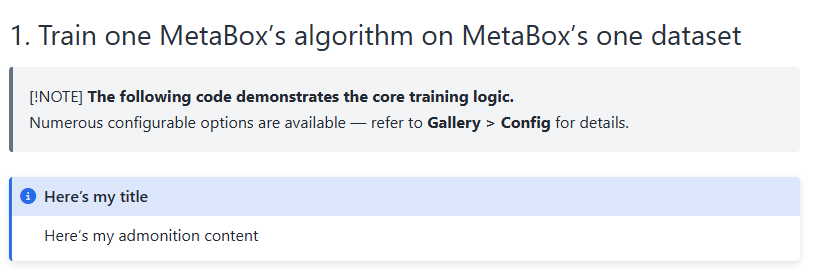 1. Train one MetaBox’s algorithm on MetaBox’s one dataset
[!NOTE] The following code demonstrates the core training logic.
Numerous configurable options are available — refer to Gallery > Config for details.
Here’s my title
Here’s my admonition content